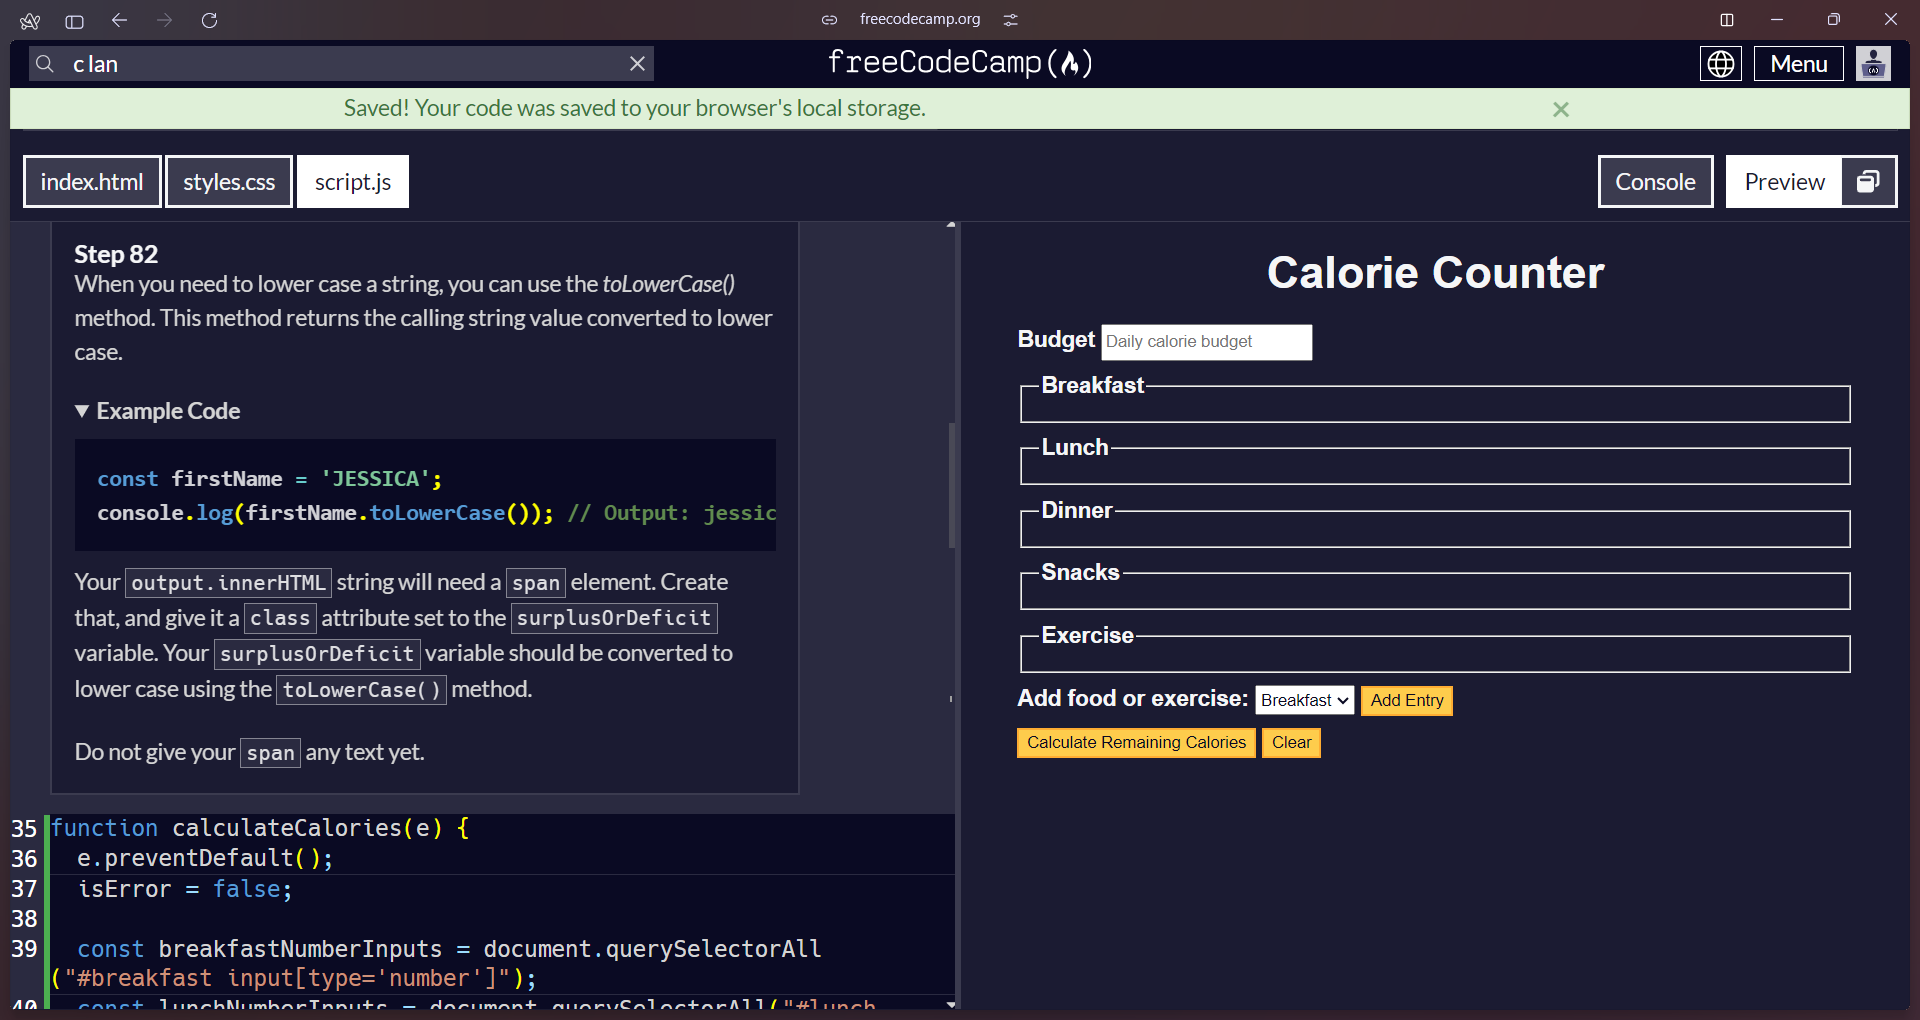 freecodecamp.org
c lan
freeCodeCamp
Menu
Saved! Your code was saved to your browser's local storage.
index.html
styles.css
script.js
Console
Preview
Step 82
When you need to lower case a string, you can use the toLowerCase()
method. This method returns the calling string value converted to lower
case.
Example Code
const firstName = 'JESSICA';
console.log(firstName.toLowerCase()); // Output: jessic
Your output.innerHTML string will need a span element. Create
that, and give it a class attribute set to the surplusOrDeficit
variable. Your surplusOrDeficit variable should be converted to
lower case using the toLowerCase() method.
Do not give your span any text yet.
35 function calculateCalories(e) {
36 e.preventDefault();
37 isError = false;
38
39 const breakfastNumberInputs = document.querySelectorAll
("#breakfast input[type='number']");
40 const lunchNumberInputs = document.querySelectorAll("#lunch
Calorie Counter
Budget Daily calorie budget
Breakfast
Lunch
Dinner
Snacks
Exercise
Add food or exercise: Breakfast Add Entry
Calculate Remaining Calories Clear